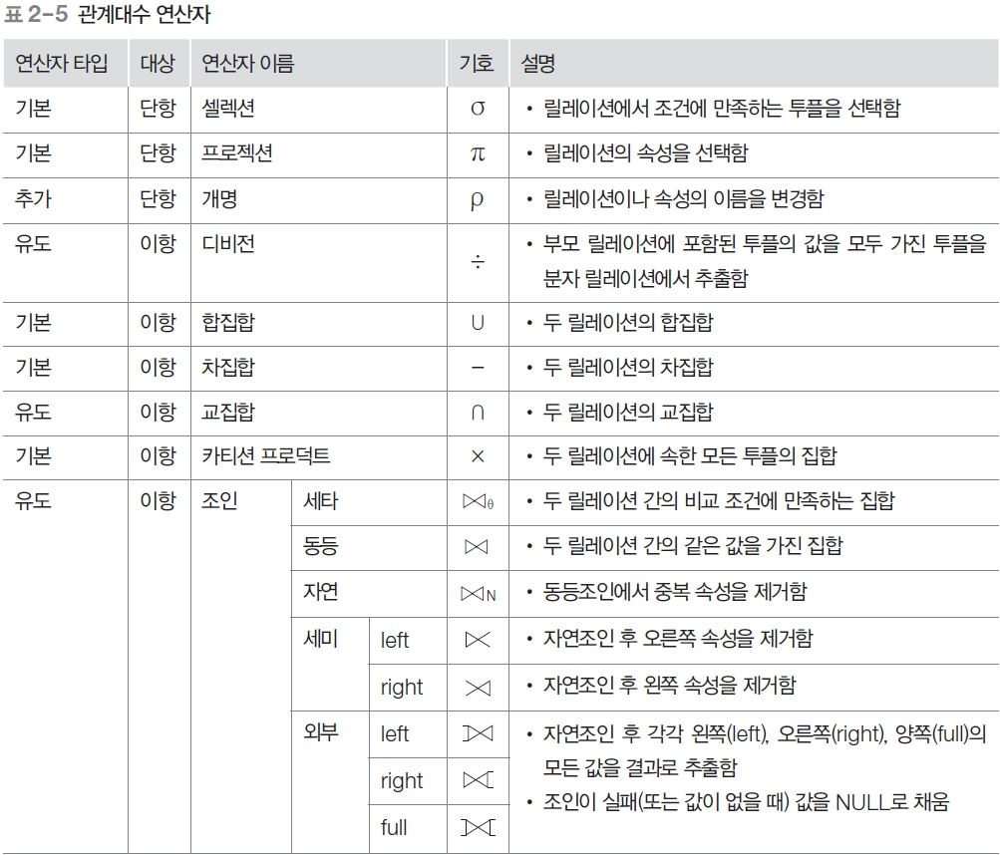 표 2-5 관계대수 연산자
연산자 타입 대상 연산자 이름 기호 설명
기본 단항 셀렉션 σ • 릴레이션에서 조건에 만족하는 투플을 선택함
기본 단항 프로젝션 π • 릴레이션의 속성을 선택함
추가 단항 개명 ρ • 릴레이션이나 속성의 이름을 변경함
유도 이항 디비전 ÷ • 부모 릴레이션에 포함된 투플의 값을 모두 가진 투플을
분자 릴레이션에서 추출함
기본 이항 합집합 ∪ • 두 릴레이션의 합집합
기본 이항 차집합 − • 두 릴레이션의 차집합
유도 이항 교집합 ∩ • 두 릴레이션의 교집합
기본 이항 카티션 프로덕트 × • 두 릴레이션에 속한 모든 투플의 집합
유도 이항 조인 세타 ⋈θ • 두 릴레이션 간의 비교 조건에 만족하는 집합
동등 ⋈ • 두 릴레이션 간의 같은 값을 가진 집합
자연 ⋈N • 동등조인에서 중복 속성을 제거함
세미 left ⋉ • 자연조인 후 오른쪽 속성을 제거함
right ⋊ • 자연조인 후 왼쪽 속성을 제거함
외부 left ⟕ • 자연조인 후 각각 왼쪽(left), 오른쪽(right), 양쪽(full)의
모든 값을 결과로 추출함
right ⟖ • 조인이 실패(또는 값이 없을 때) 값을 NULL로 채움
full ⟗